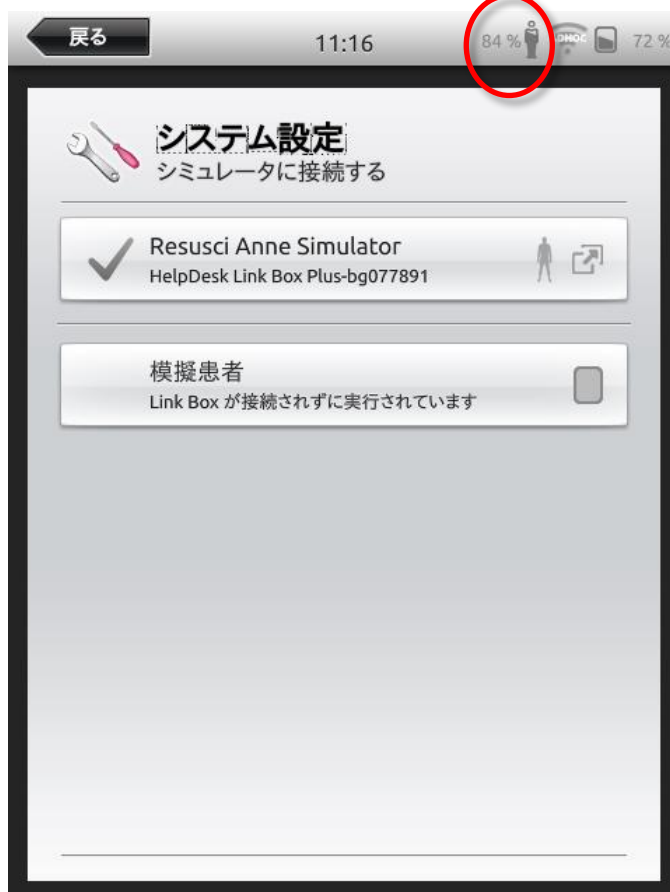 戻る 11:16 84 % ADHOC 72 %
システム設定
シミュレータに接続する
Resusci Anne Simulator
HelpDesk Link Box Plus-bg077891
模擬患者
Link Box が接続されずに実行されています